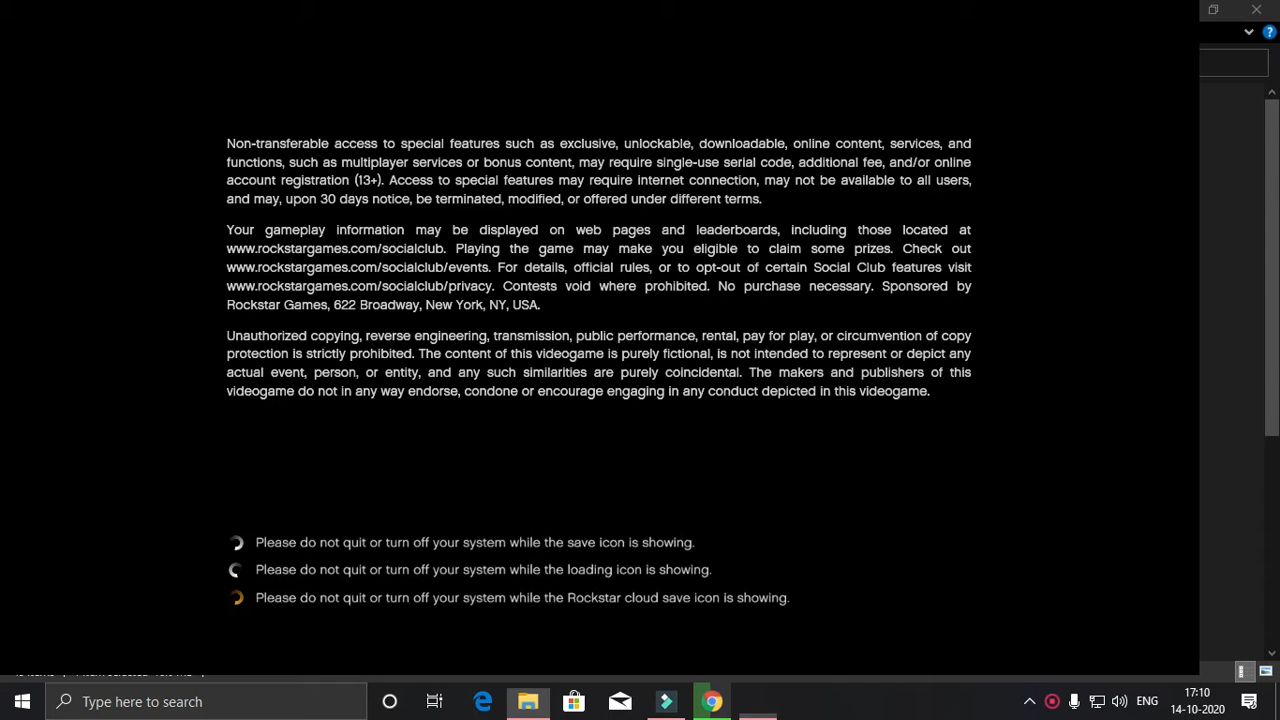 Non-transferable access to special features such as exclusive, unlockable, downloadable, online content, services, and
functions, such as multiplayer services or bonus content, may require single-use serial code, additional fee, and/or online
account registration (13+). Access to special features may require internet connection, may not be available to all users,
and may, upon 30 days notice, be terminated, modified, or offered under different terms.
Your gameplay information may be displayed on web pages and leaderboards, including those located at
www.rockstargames.com/socialclub. Playing the game may make you eligible to claim some prizes. Check out
www.rockstargames.com/socialclub/events. For details, official rules, or to opt-out of certain Social Club features visit
www.rockstargames.com/socialclub/privacy. Contests void where prohibited. No purchase necessary. Sponsored by
Rockstar Games, 622 Broadway, New York, NY, USA.
Unauthorized copying, reverse engineering, transmission, public performance, rental, pay for play, or circumvention of copy
protection is strictly prohibited. The content of this videogame is purely fictional, is not intended to represent or depict any
actual event, person, or entity, and any such similarities are purely coincidental. The makers and publishers of this
videogame do not in any way endorse, condone or encourage engaging in any conduct depicted in this videogame.
Please do not quit or turn off your system while the save icon is showing.
Please do not quit or turn off your system while the loading icon is showing.
Please do not quit or turn off your system while the Rockstar cloud save icon is showing.
Type here to search
ENG
17:10
14-10-2020